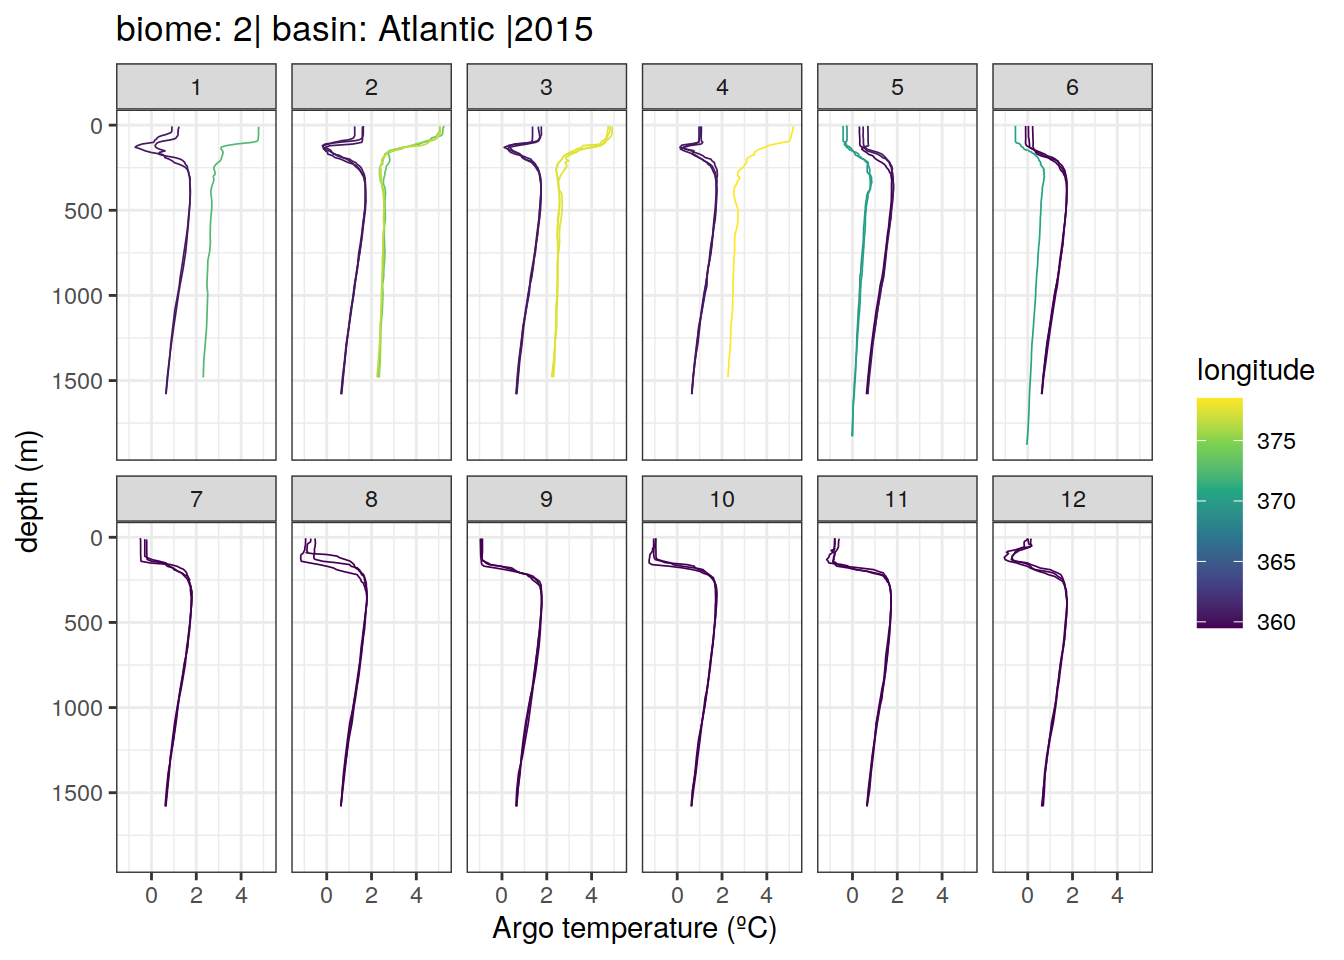 biome: 2| basin: Atlantic |2015
1 2 3 4 5 6
0
500
1000
1500
7 8 9 10 11 12
0
500
1000
1500
0 2 4 0 2 4 0 2 4 0 2 4 0 2 4 0 2 4
Argo temperature (ºC)
depth (m)
longitude
375
370
365
360